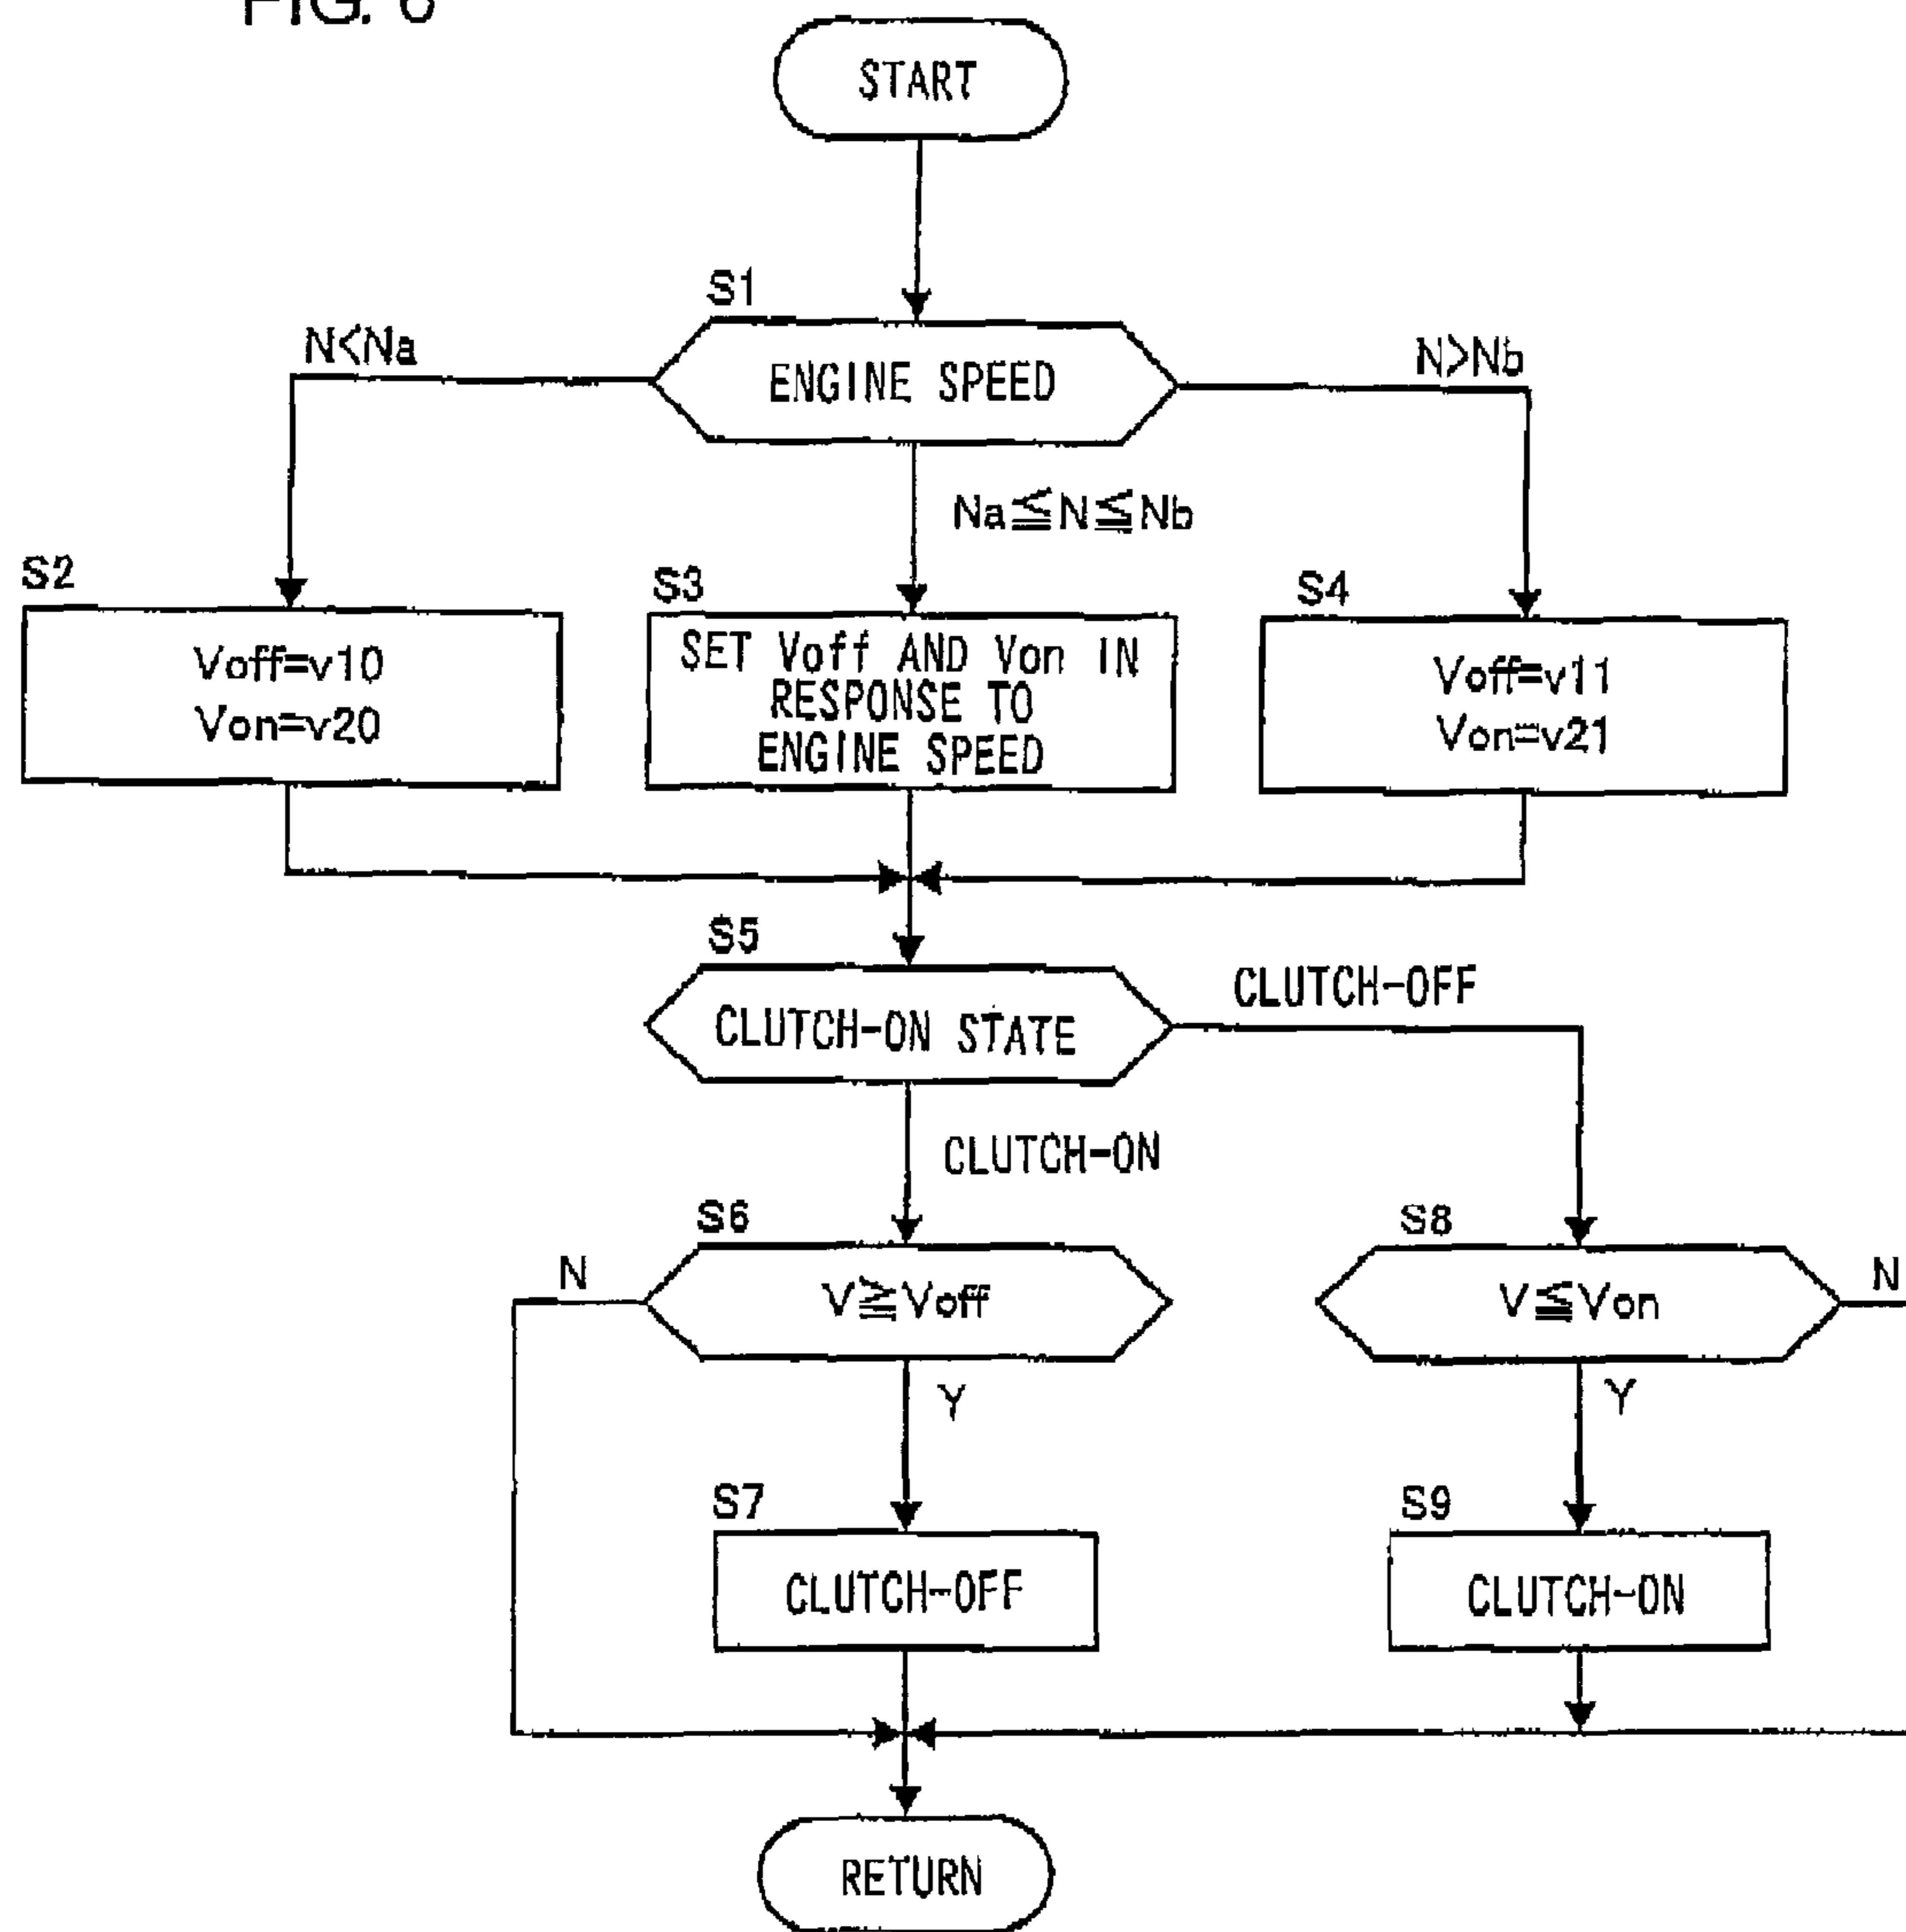 FIG. 6
START
S1
N<Na
ENGINE SPEED
N>Nb
Na≦N≦Nb
S2
Voff=v10
Von=v20
S3
SET Voff AND Von IN
RESPONSE TO
ENGINE SPEED
S4
Voff=v11
Von=v21
S5
CLUTCH-ON STATE
CLUTCH-OFF
CLUTCH-ON
S6
N
V≧Voff
Y
S8
V≦Von
N
Y
S7
CLUTCH-OFF
S9
CLUTCH-ON
RETURN